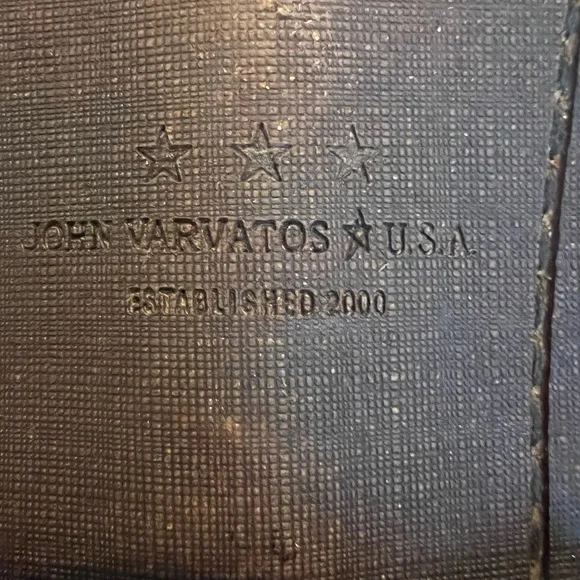 JOHN VARVATOS ★ U.S.A.
ESTABLISHED 2000